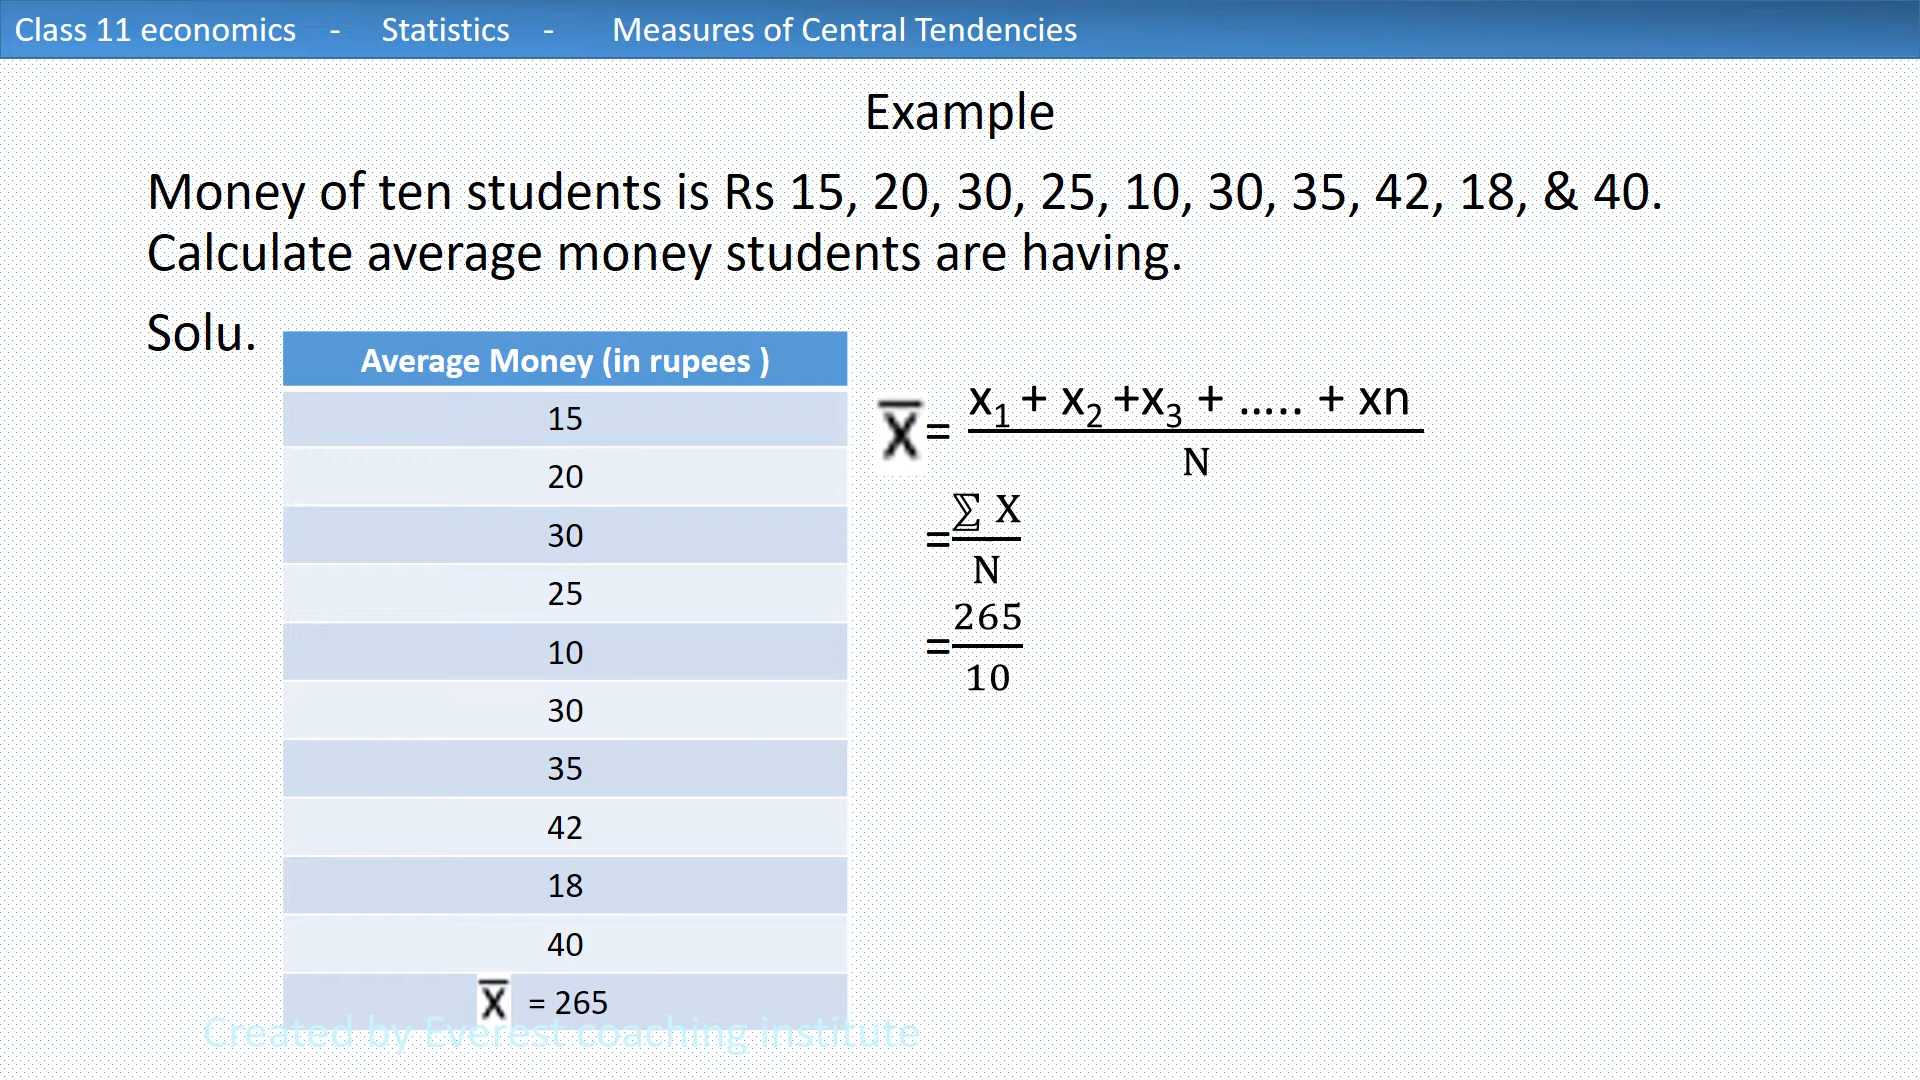 Class 11 economics - Statistics - Measures of Central Tendencies
Example
Money of ten students is Rs 15, 20, 30, 25, 10, 30, 35, 42, 18, & 40.
Calculate average money students are having.
Solu.
Average Money (in rupees )
15
20
30
25
10
30
35
42
18
40
X̅ = 265
X̅ = x₁ + x₂ +x₃ + ..... + xn
N
= ∑ X
N
= 265
10
Created by Everest coaching institute